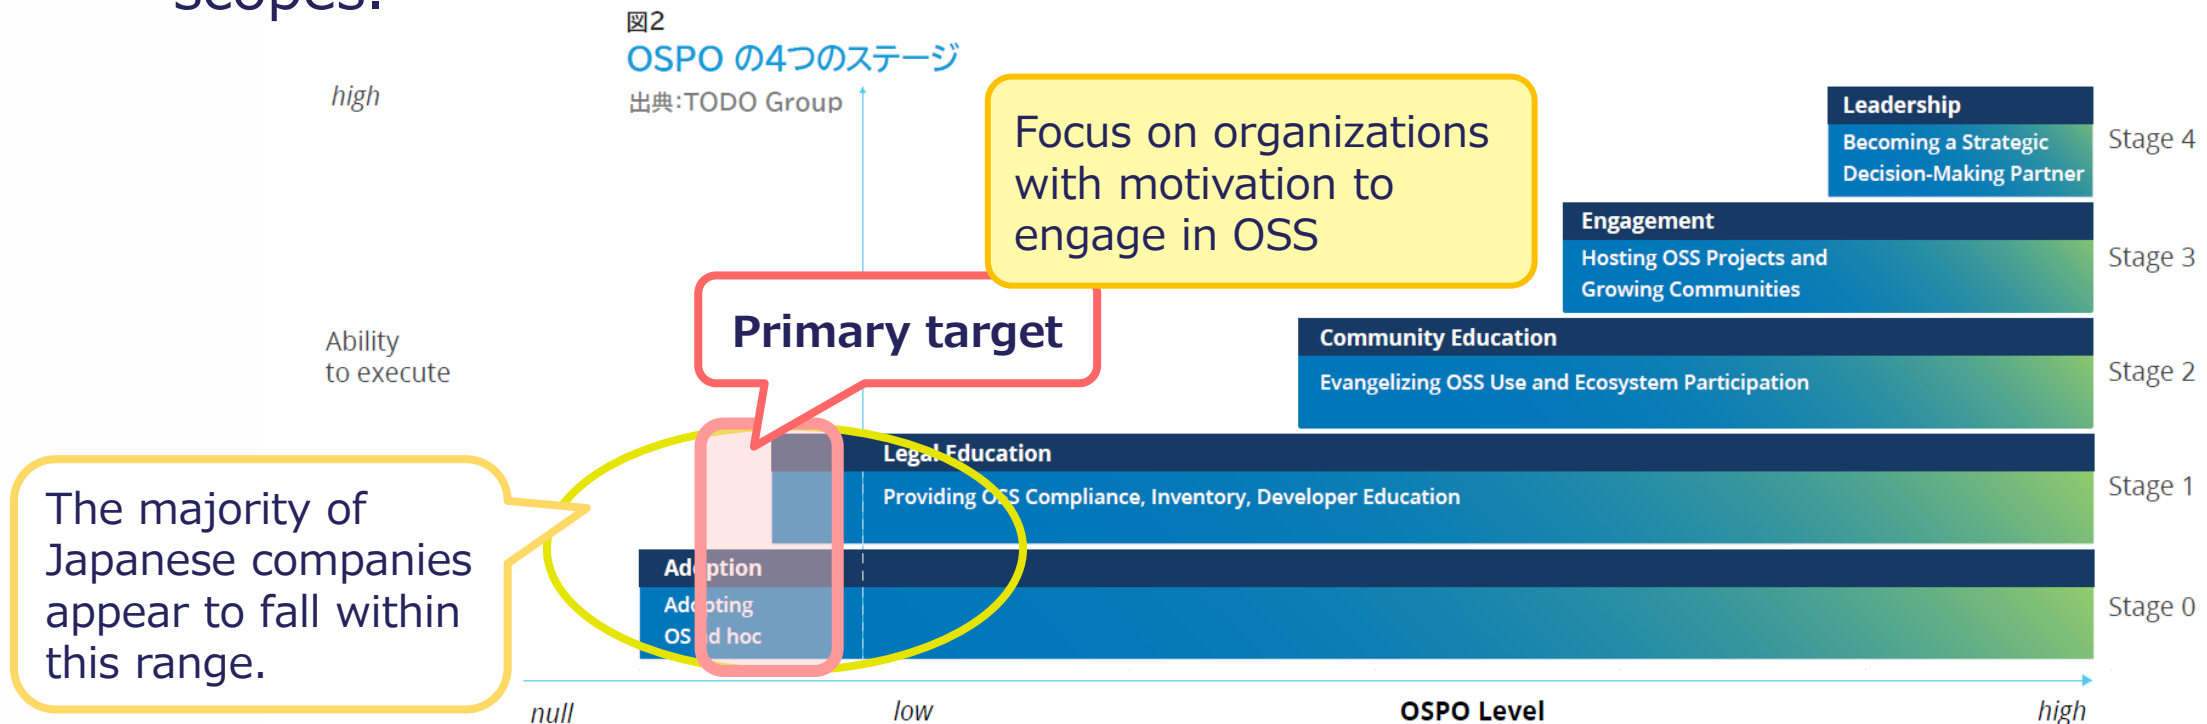 scopes.
図2
OSPO の4つのステージ
出典:TODO Group
high
Focus on organizations
with motivation to
engage in OSS
Leadership
Becoming a Strategic
Decision-Making Partner
Stage 4
Engagement
Hosting OSS Projects and
Growing Communities
Stage 3
Primary target
Ability
to execute
Community Education
Evangelizing OSS Use and Ecosystem Participation
Stage 2
Legal Education
Providing OSS Compliance, Inventory, Developer Education
Stage 1
The majority of
Japanese companies
appear to fall within
this range.
Adoption
Adopting
OS ad hoc
Stage 0
null
low
OSPO Level
high